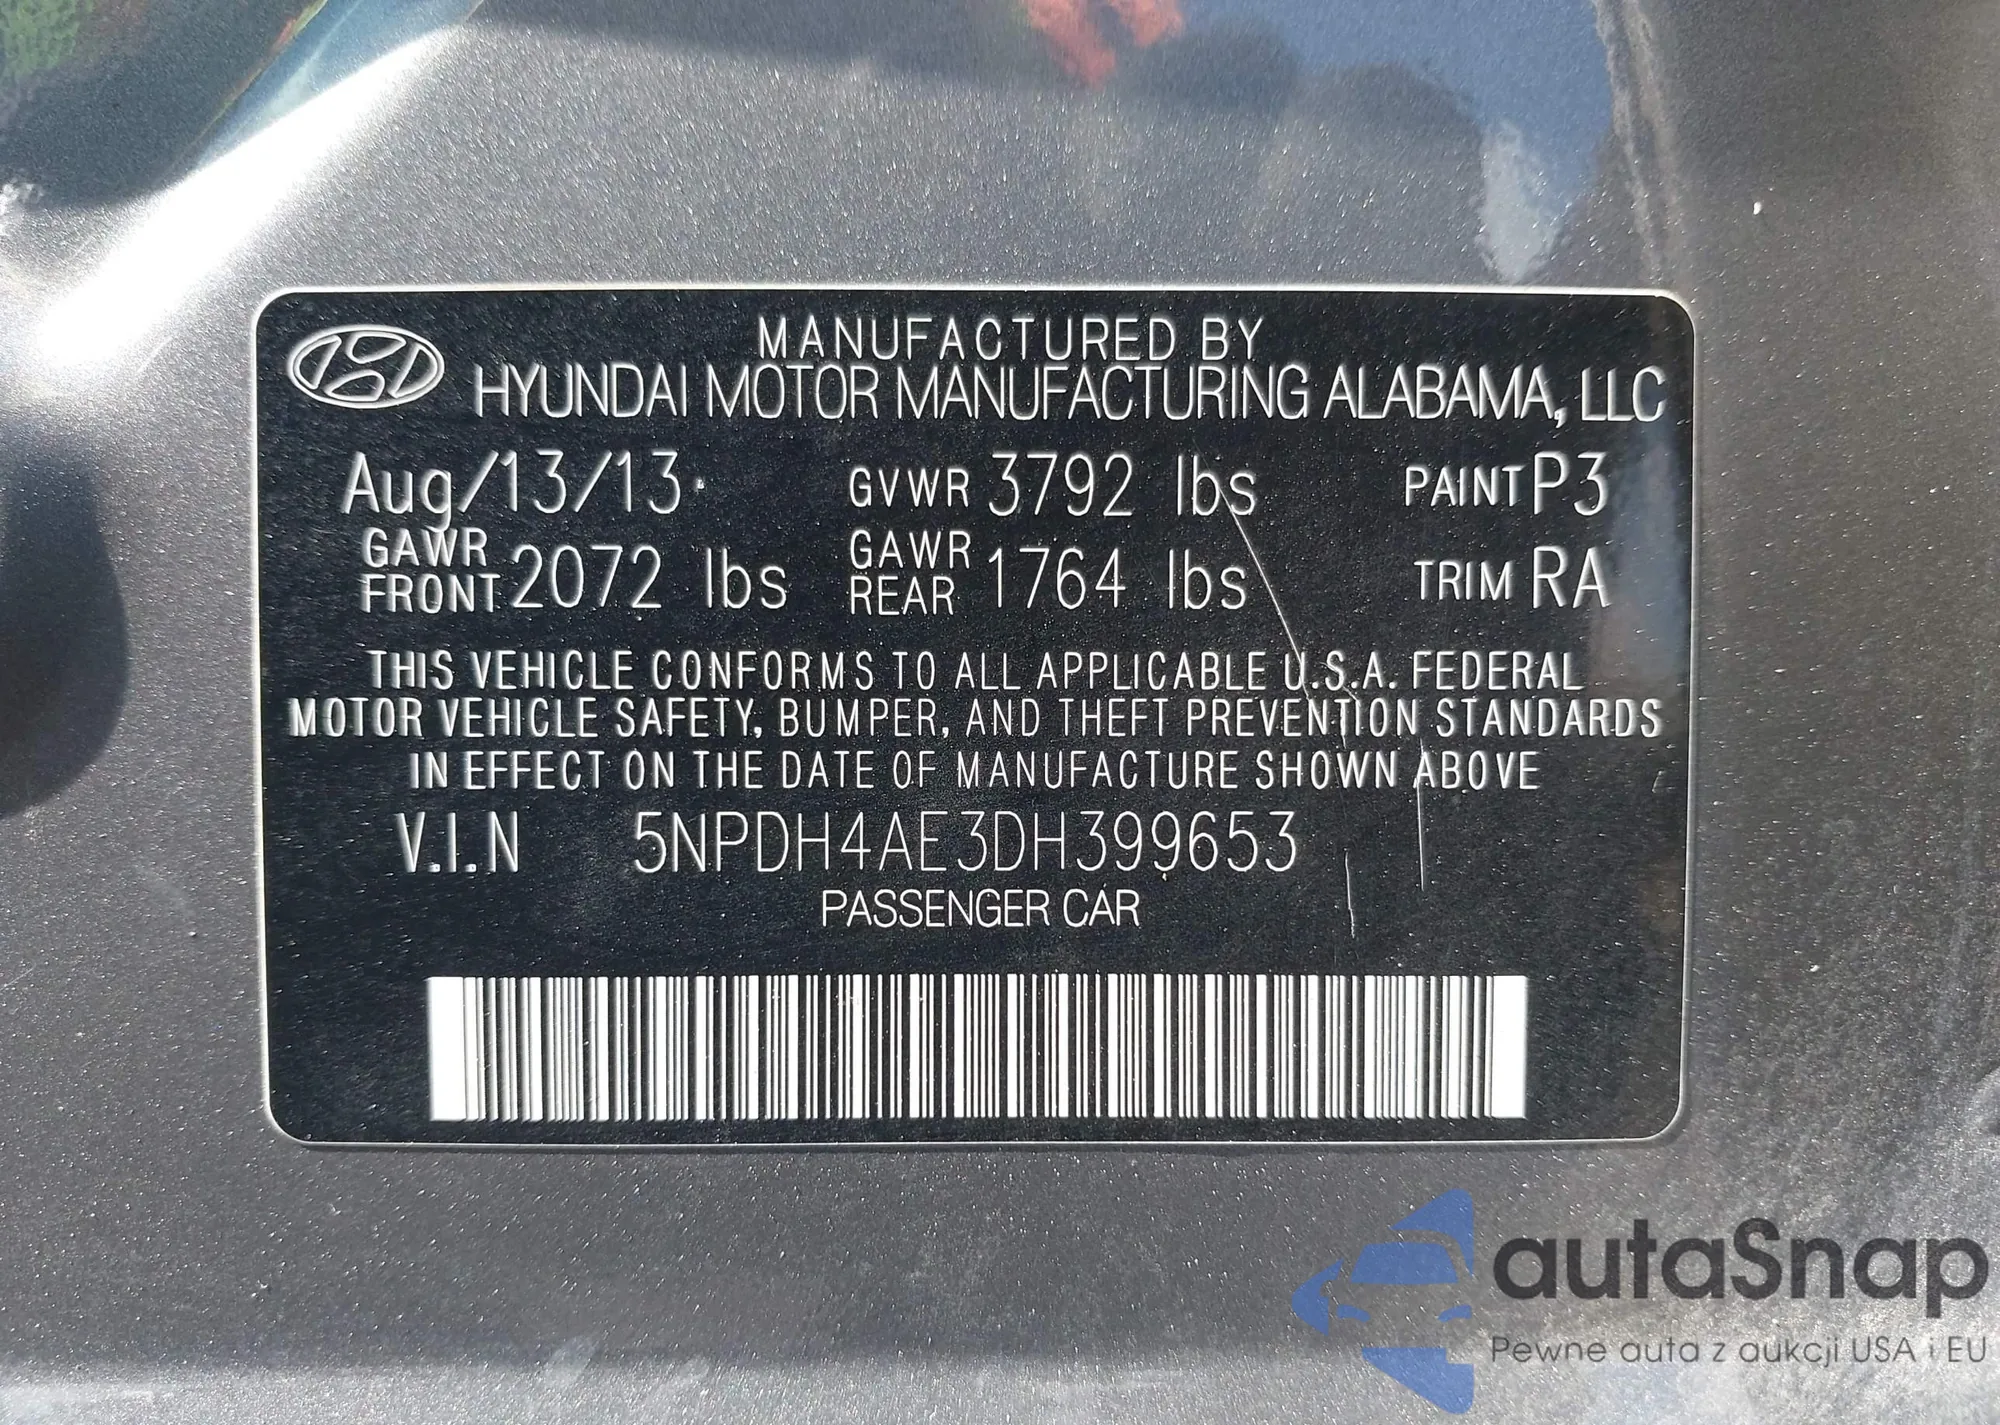 MANUFACTURED BY
HYUNDAI MOTOR MANUFACTURING ALABAMA, LLC
Aug/13/13 GVWR 3792 lbs PAINT P3
GAWR FRONT 2072 lbs GAWR REAR 1764 lbs TRIM RA
THIS VEHICLE CONFORMS TO ALL APPLICABLE U.S.A. FEDERAL
MOTOR VEHICLE SAFETY, BUMPER, AND THEFT PREVENTION STANDARDS
IN EFFECT ON THE DATE OF MANUFACTURE SHOWN ABOVE
V.I.N 5NPDH4AE3DH399653
PASSENGER CAR
autaSnap
Pewne auta z aukcji USA i EU